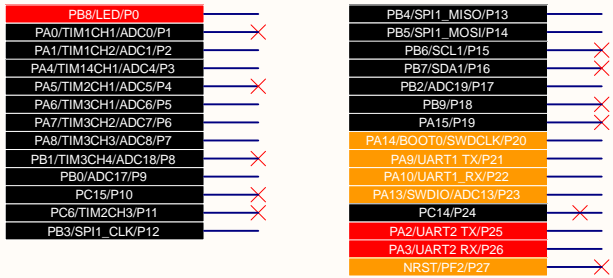 PB8/LED/P0
PA0/TIM1CH1/ADC0/P1
PA1/TIM1CH2/ADC1/P2
PA4/TIM14CH1/ADC4/P3
PA5/TIM2CH1/ADC5/P4
PA6/TIM3CH1/ADC6/P5
PA7/TIM3CH2/ADC7/P6
PA8/TIM3CH3/ADC8/P7
PB1/TIM3CH4/ADC18/P8
PB0/ADC17/P9
PC15/P10
PC6/TIM2CH3/P11
PB3/SPI1_CLK/P12
PB4/SPI1_MISO/P13
PB5/SPI1_MOSI/P14
PB6/SCL1/P15
PB7/SDA1/P16
PB2/ADC19/P17
PB9/P18
PA15/P19
PA14/BOOT0/SWDCLK/P20
PA9/UART1 TX/P21
PA10/UART1_RX/P22
PA13/SWDIO/ADC13/P23
PC14/P24
PA2/UART2 TX/P25
PA3/UART2 RX/P26
NRST/PF2/P27